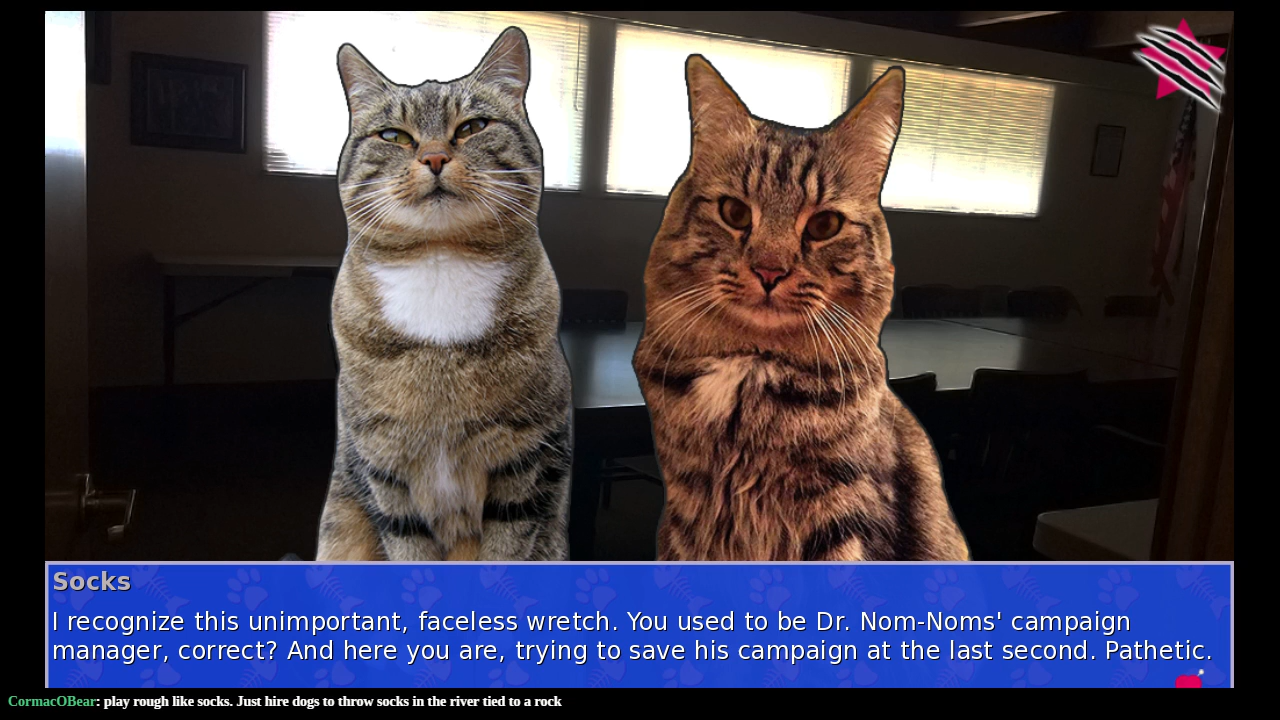 Socks
I recognize this unimportant, faceless wretch. You used to be Dr. Nom-Noms' campaign
manager, correct? And here you are, trying to save his campaign at the last second. Pathetic.
CormacOBear: play rough like socks. Just hire dogs to throw socks in the river tied to a rock